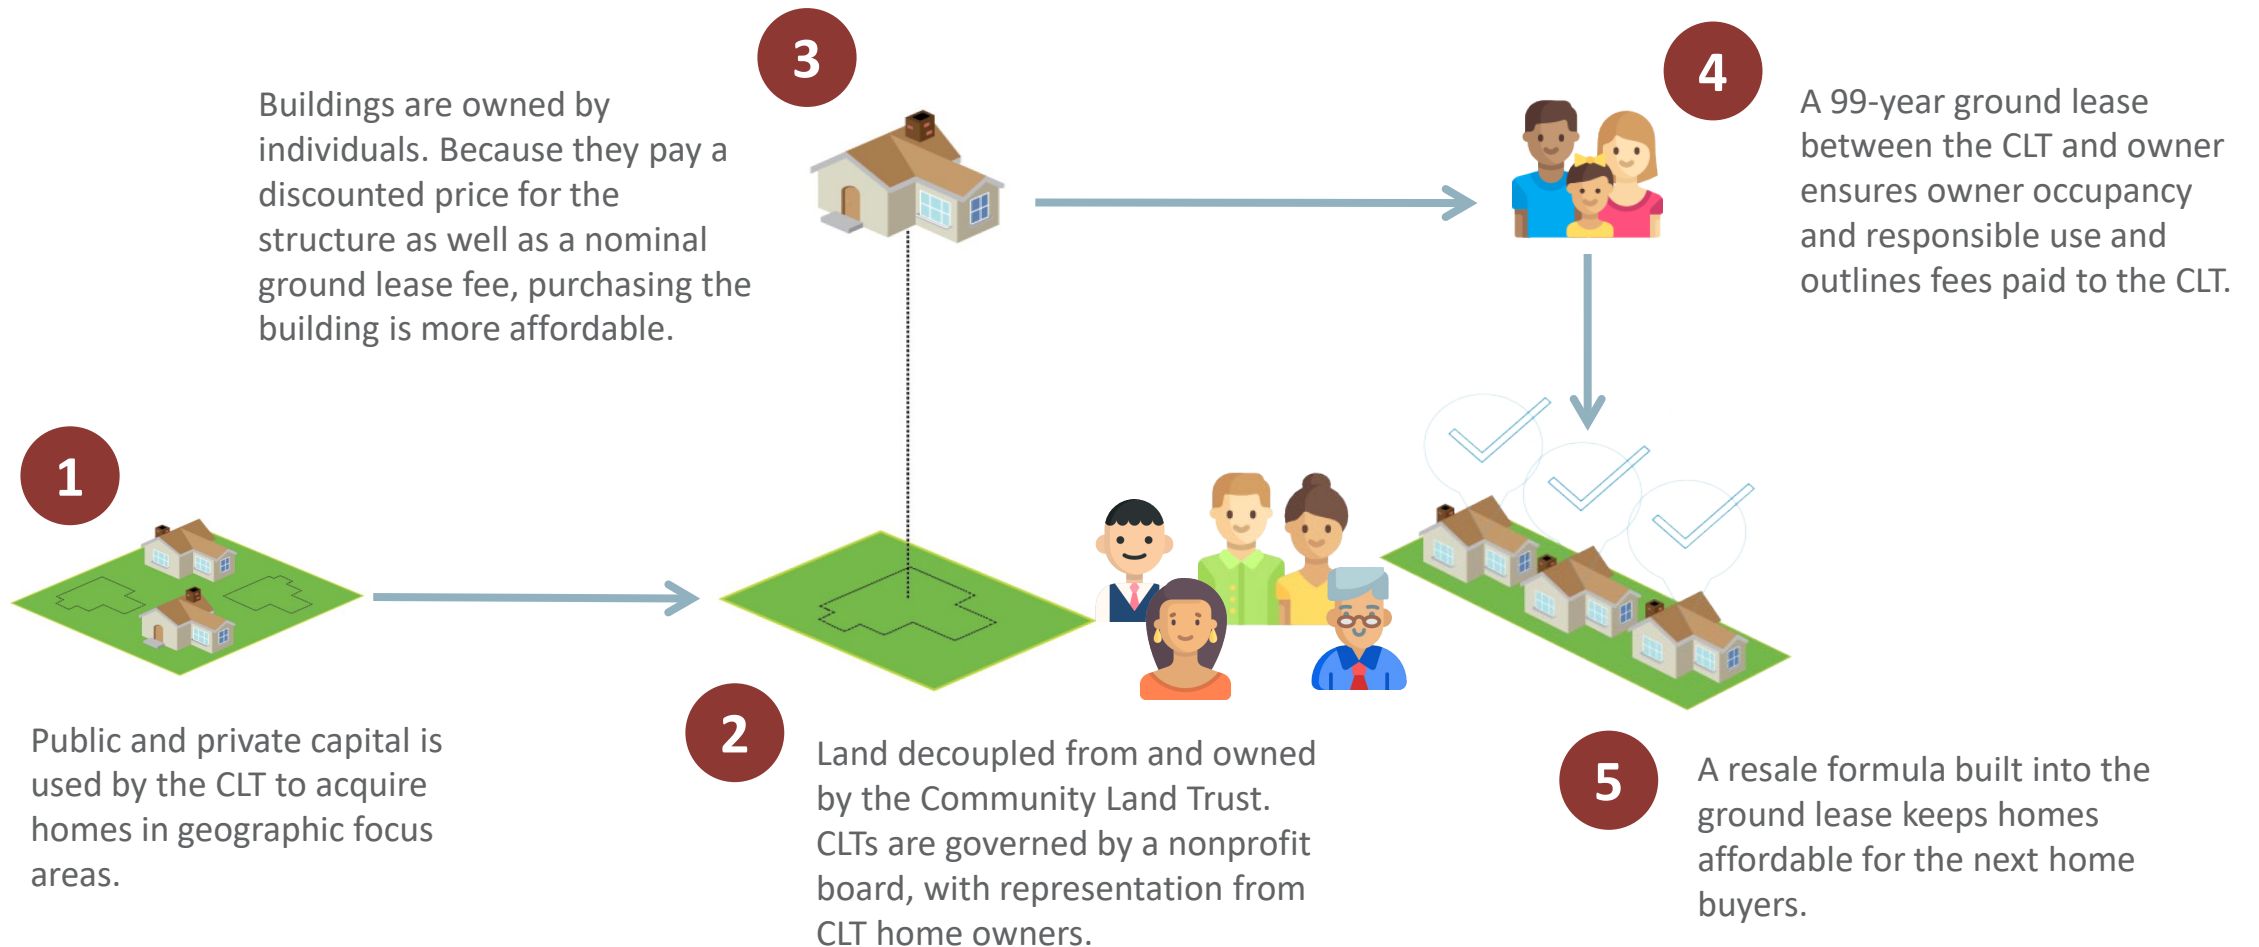 1
Public and private capital is
used by the CLT to acquire
homes in geographic focus
areas.
2
Land decoupled from and owned
by the Community Land Trust.
CLTs are governed by a nonprofit
board, with representation from
CLT home owners.
3
Buildings are owned by
individuals. Because they pay a
discounted price for the
structure as well as a nominal
ground lease fee, purchasing the
building is more affordable.
4
A 99-year ground lease
between the CLT and owner
ensures owner occupancy
and responsible use and
outlines fees paid to the CLT.
5
A resale formula built into the
ground lease keeps homes
affordable for the next home
buyers.